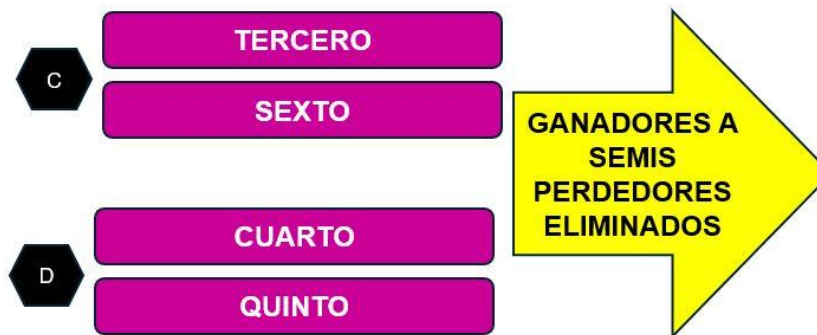 C
TERCERO
SEXTO
D
CUARTO
QUINTO
GANADORES A
SEMIS
PERDEDORES
ELIMINADOS